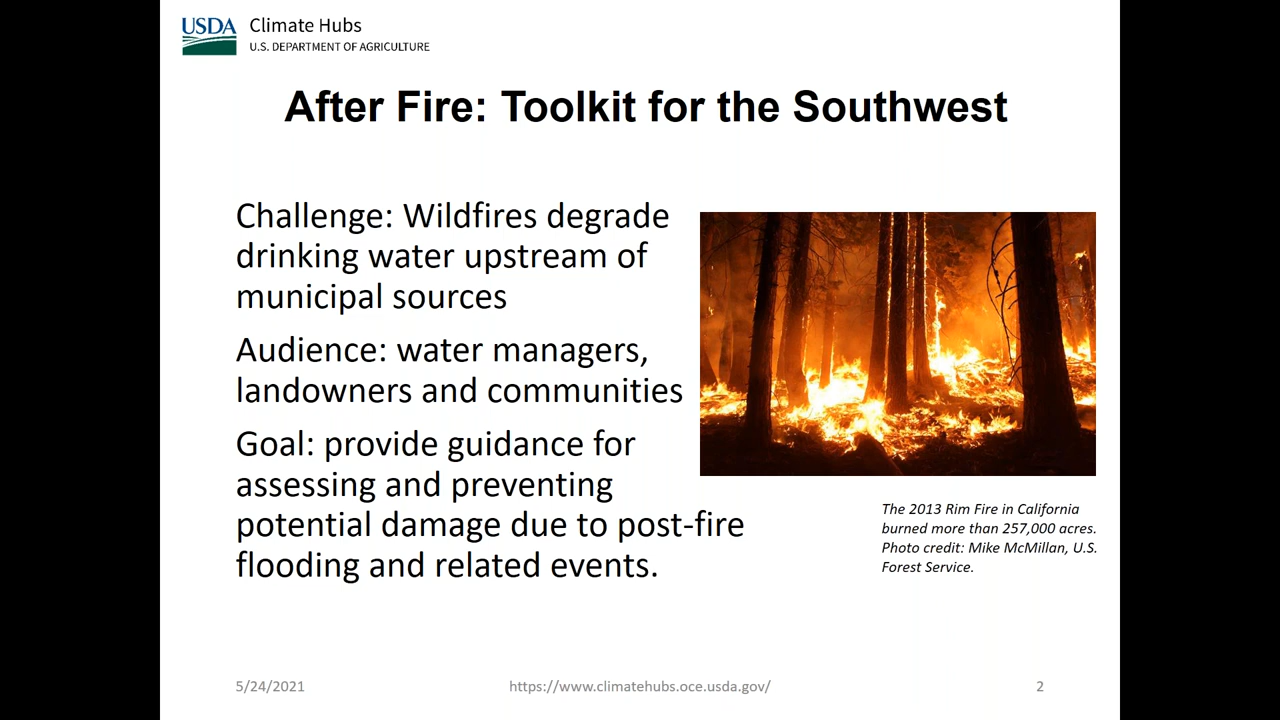 USDA
Climate Hubs
U.S. DEPARTMENT OF AGRICULTURE
After Fire: Toolkit for the Southwest
Challenge: Wildfires degrade
drinking water upstream of
municipal sources
Audience: water managers,
landowners and communities
Goal: provide guidance for
assessing and preventing
potential damage due to post-fire
flooding and related events.
The 2013 Rim Fire in California
burned more than 257,000 acres.
Photo credit: Mike McMillan, U.S.
Forest Service.
5/24/2021
https://www.climatehubs.oce.usda.gov/
2